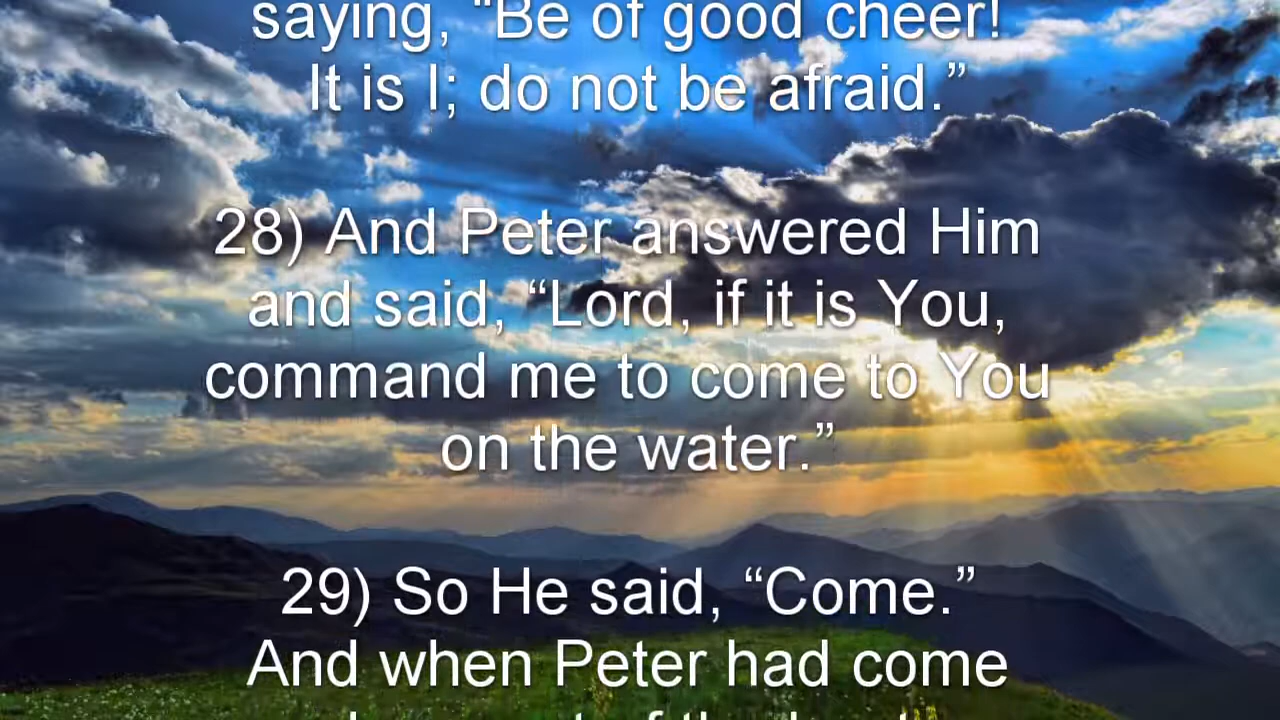 saying, “Be of good cheer!
It is I; do not be afraid.”
28) And Peter answered Him
and said, “Lord, if it is You,
command me to come to You
on the water.”
29) So He said, “Come.”
And when Peter had come